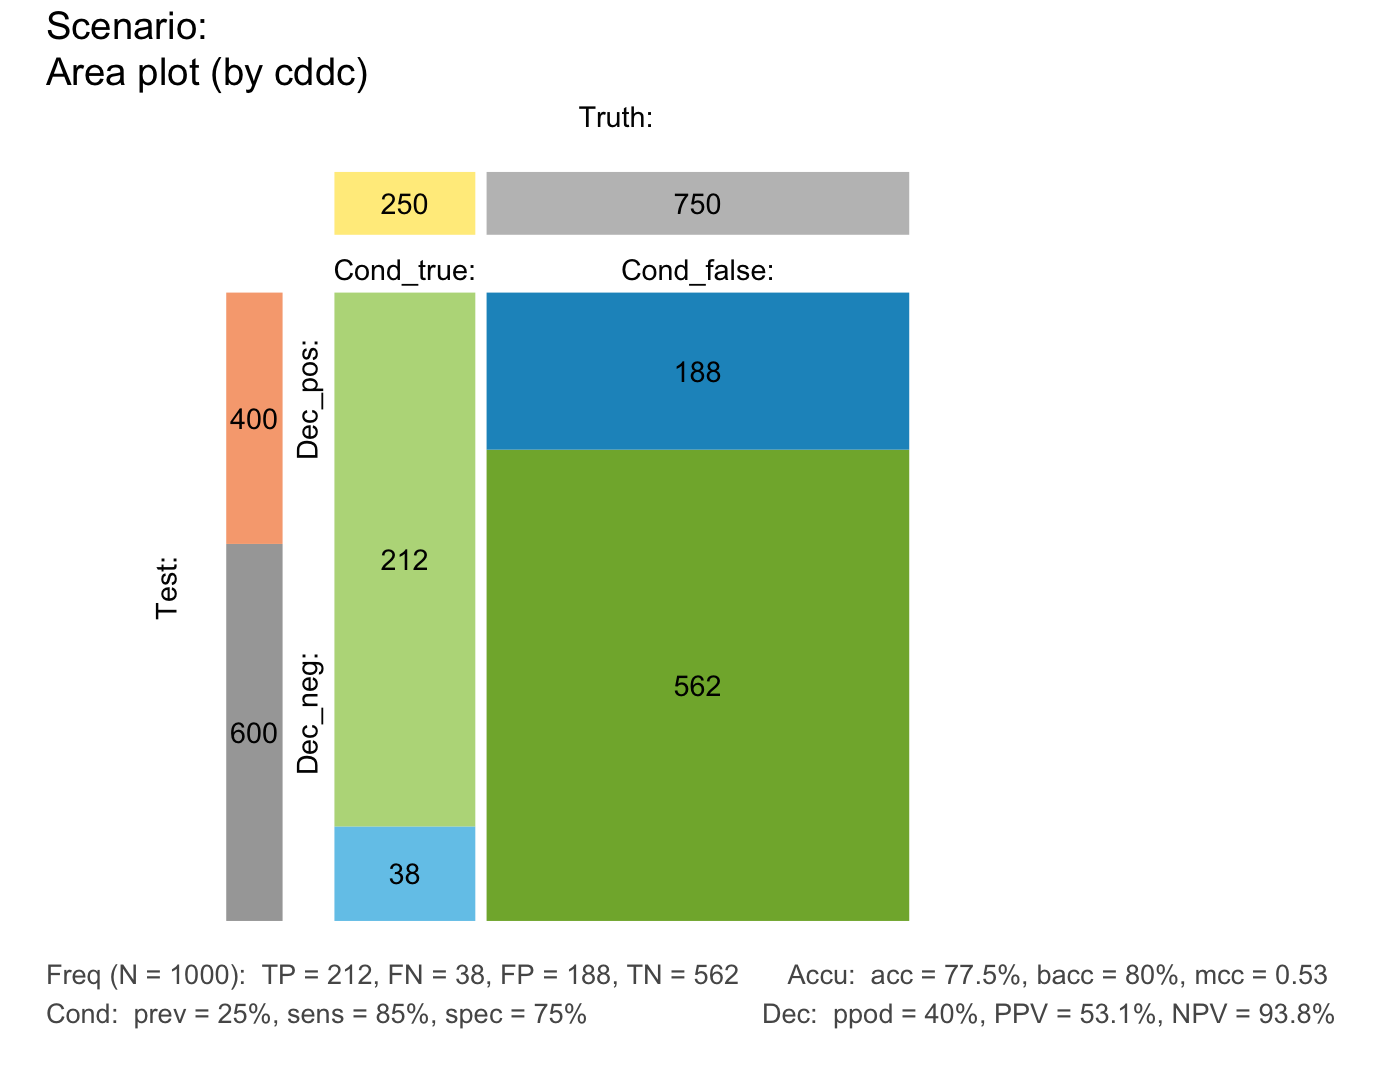 Scenario:
Area plot (by cddc)
Truth:
250
750
Cond_true:
Cond_false:
Test:
400
600
Dec_pos:
Dec_neg:
188
212
562
38
Freq (N = 1000):  TP = 212, FN = 38, FP = 188, TN = 562
Accu:  acc = 77.5%, bacc = 80%, mcc = 0.53
Cond:  prev = 25%, sens = 85%, spec = 75%
Dec:  ppod = 40%, PPV = 53.1%, NPV = 93.8%